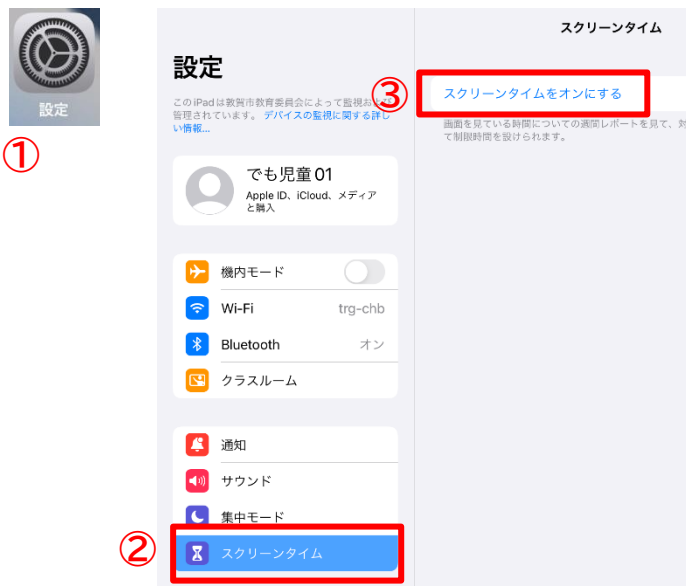 設定
①
設定
このiPadは敦賀市教育委員会によって監視および
管理されています。デバイスの監視に関する詳し
い情報...
でも児童01
Apple ID、iCloud、メディア
と購入
機内モード
Wi-Fi trg-chb
Bluetooth オン
クラスルーム
通知
サウンド
集中モード
②
スクリーンタイム
スクリーンタイム
③
スクリーンタイムをオンにする
画面を見ている時間についての週間レポートを見て、対
て制限時間を設けられます。